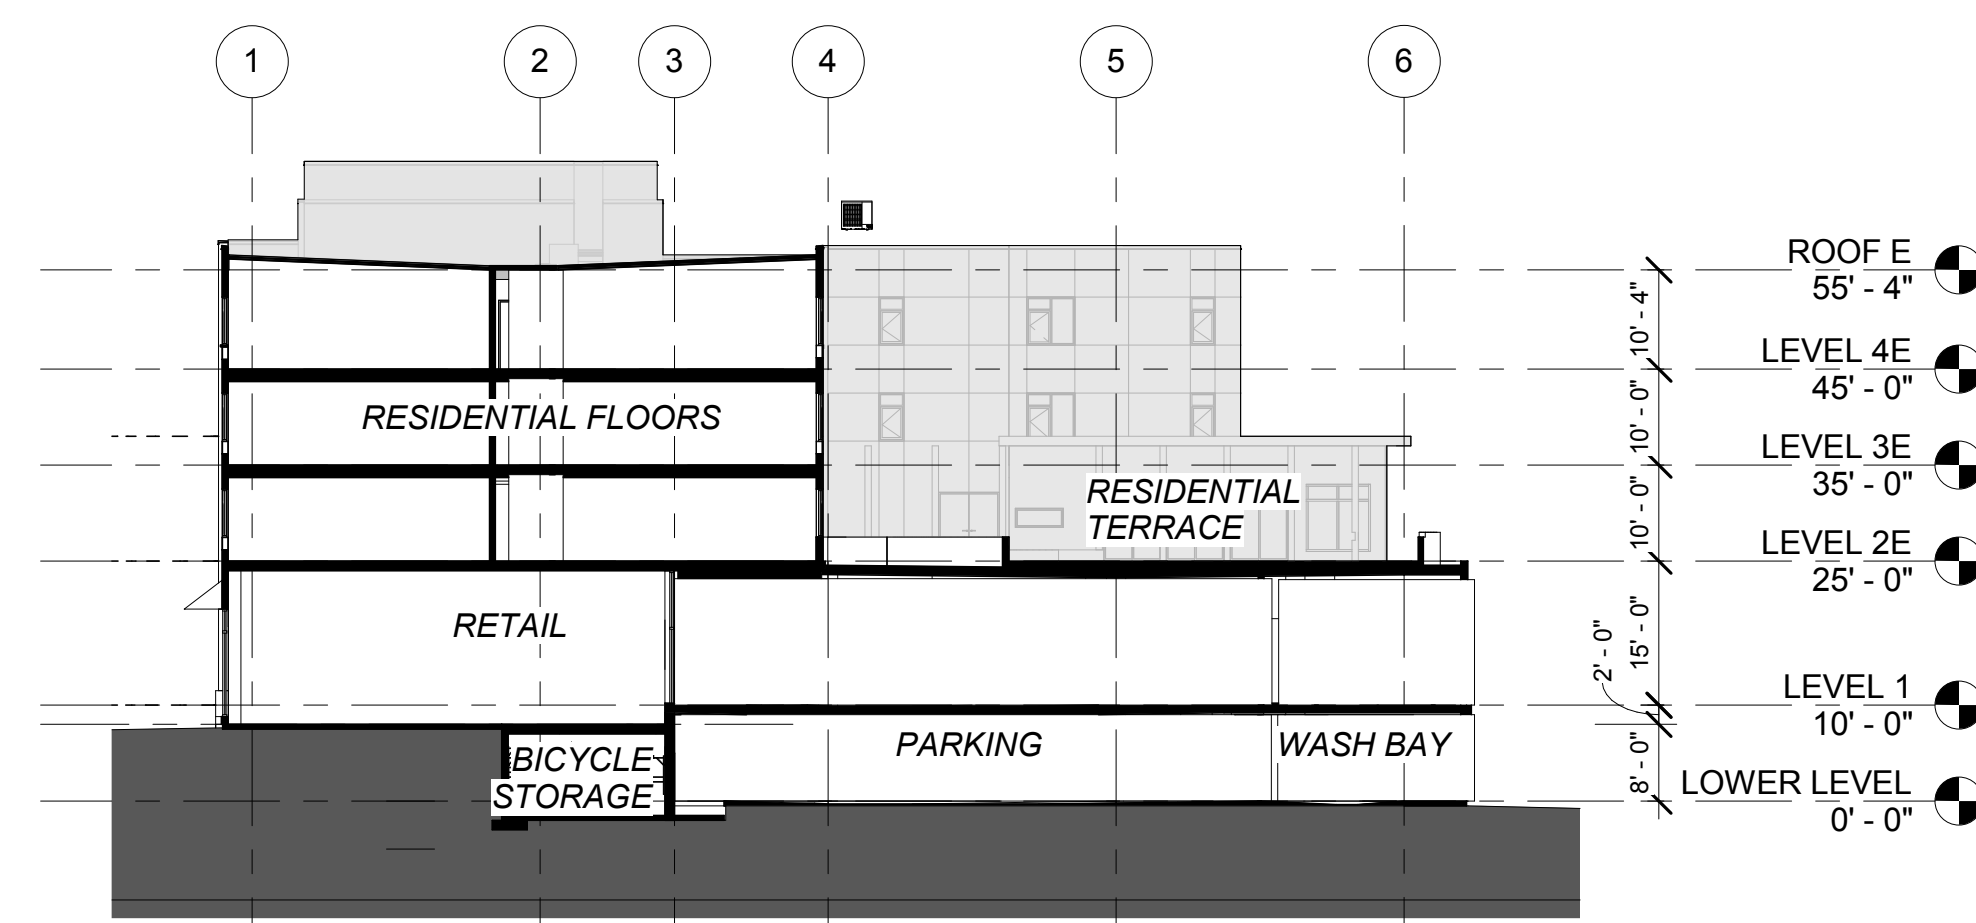 1
2
3
4
5
6
ROOF E
55' - 4"
10' - 4"
LEVEL 4E
45' - 0"
RESIDENTIAL FLOORS
10' - 0"
LEVEL 3E
35' - 0"
RESIDENTIAL
TERRACE
10' - 0"
LEVEL 2E
25' - 0"
RETAIL
2' - 0"
15' - 0"
LEVEL 1
10' - 0"
BICYCLE
STORAGE
PARKING
WASH BAY
8' - 0"
LOWER LEVEL
0' - 0"